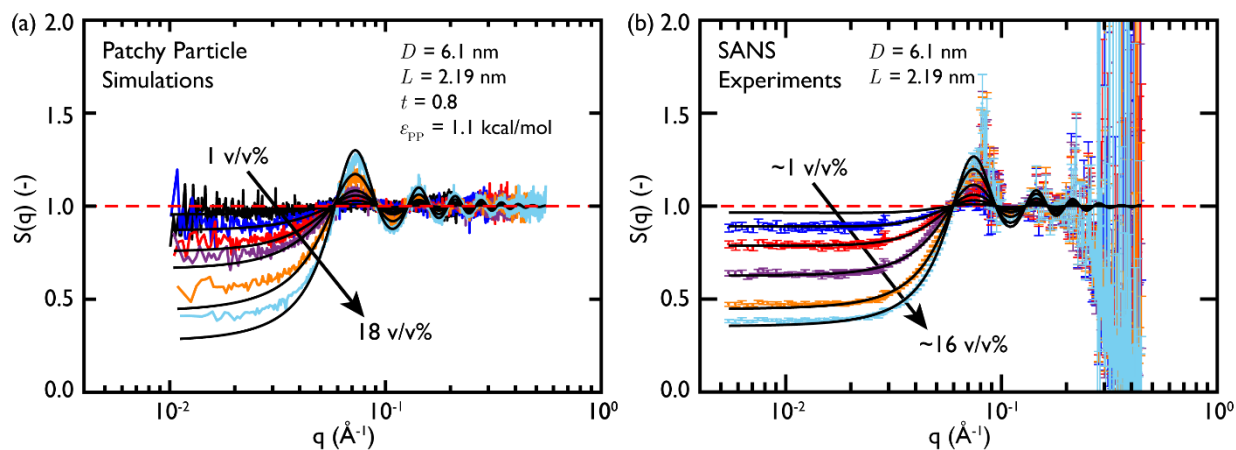 (a)
Patchy Particle
Simulations
D = 6.1 nm
L = 2.19 nm
t = 0.8
εPP = 1.1 kcal/mol
1 v/v%
18 v/v%
S(q) (-)
2.0
1.5
1.0
0.5
0.0
10⁻² 10⁻¹ 10⁰
q (Å⁻¹)
(b)
SANS
Experiments
D = 6.1 nm
L = 2.19 nm
~1 v/v%
~16 v/v%
S(q) (-)
2.0
1.5
1.0
0.5
0.0
10⁻² 10⁻¹ 10⁰
q (Å⁻¹)